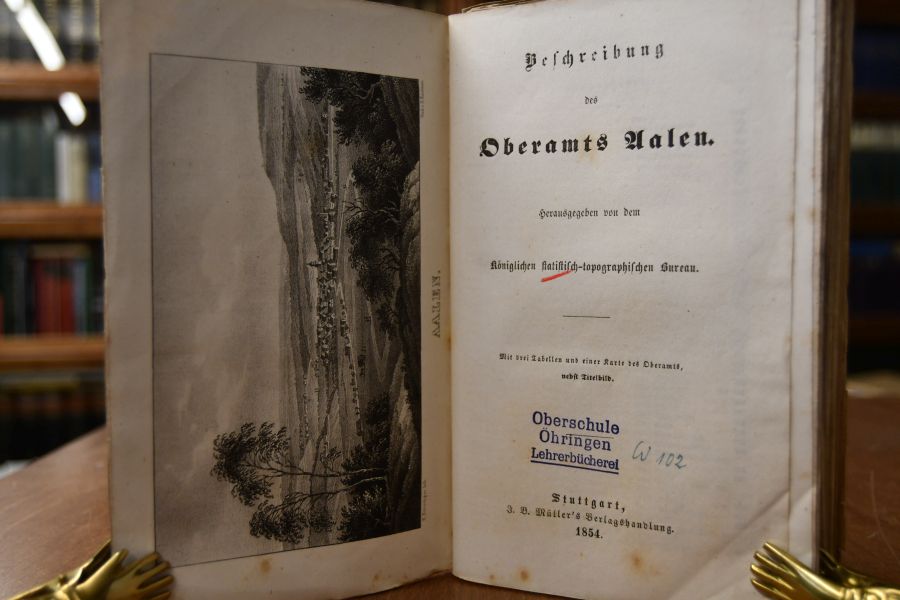 AALEN.
Beſchreibung
des
Oberamts Aalen.
Herausgegeben von dem
Königlichen ſtatiſtiſch-topographiſchen Bureau.
Mit drei Tabellen und einer Karte des Oberamts,
nebſt Titelbild.
Oberschule
Öhringen
Lehrerbücherei
W 102
Stuttgart,
J. B. Müller's Verlagshandlung.
1854.